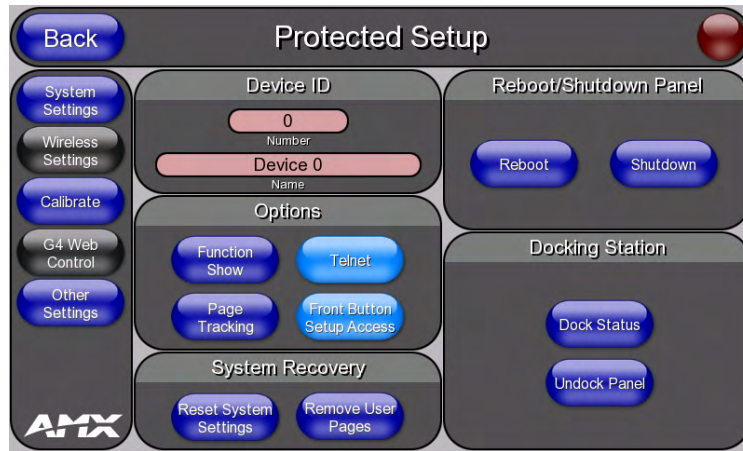 Back
Protected Setup
System
Settings
Wireless
Settings
Calibrate
G4 Web
Control
Other
Settings
AMX
Device ID
0
Number
Device 0
Name
Options
Function
Show
Telnet
Page
Tracking
Front Button
Setup Access
System Recovery
Reset System
Settings
Remove User
Pages
Reboot/Shutdown Panel
Reboot
Shutdown
Docking Station
Dock Status
Undock Panel